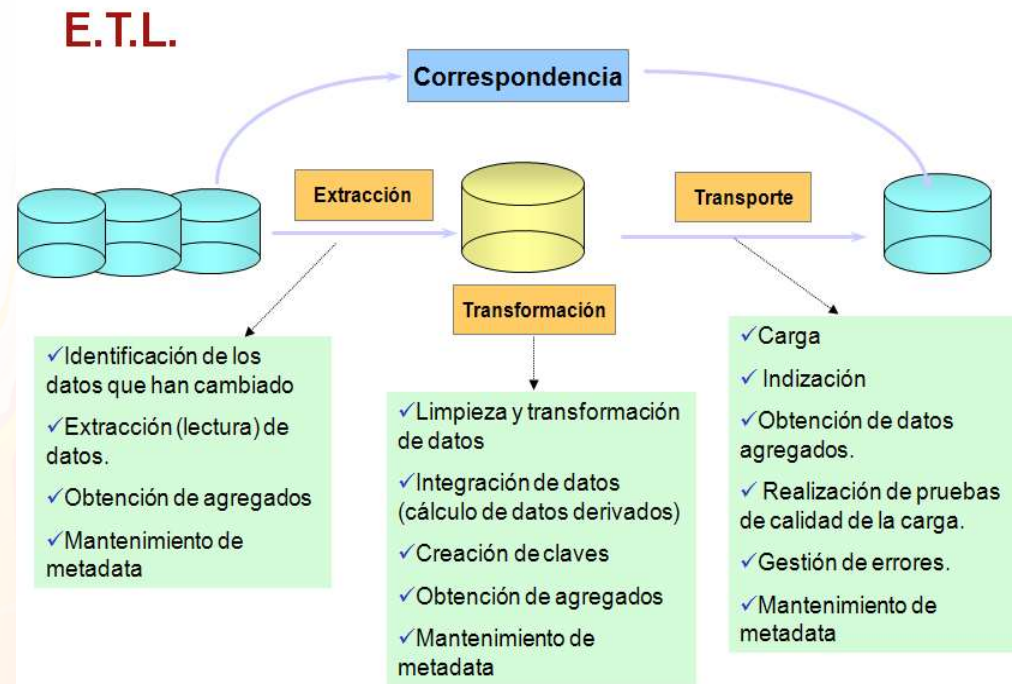 E.T.L.
Correspondencia
Extracción
Transporte
Transformación
✓Identificación de los
datos que han cambiado
✓Extracción (lectura) de
datos.
✓Obtención de agregados
✓Mantenimiento de
metadata
✓Limpieza y transformación
de datos
✓Integración de datos
(cálculo de datos derivados)
✓Creación de claves
✓Obtención de agregados
✓Mantenimiento de
metadata
✓Carga
✓ Indización
✓Obtención de datos
agregados.
✓ Realización de pruebas
de calidad de la carga.
✓Gestión de errores.
✓Mantenimiento de
metadata